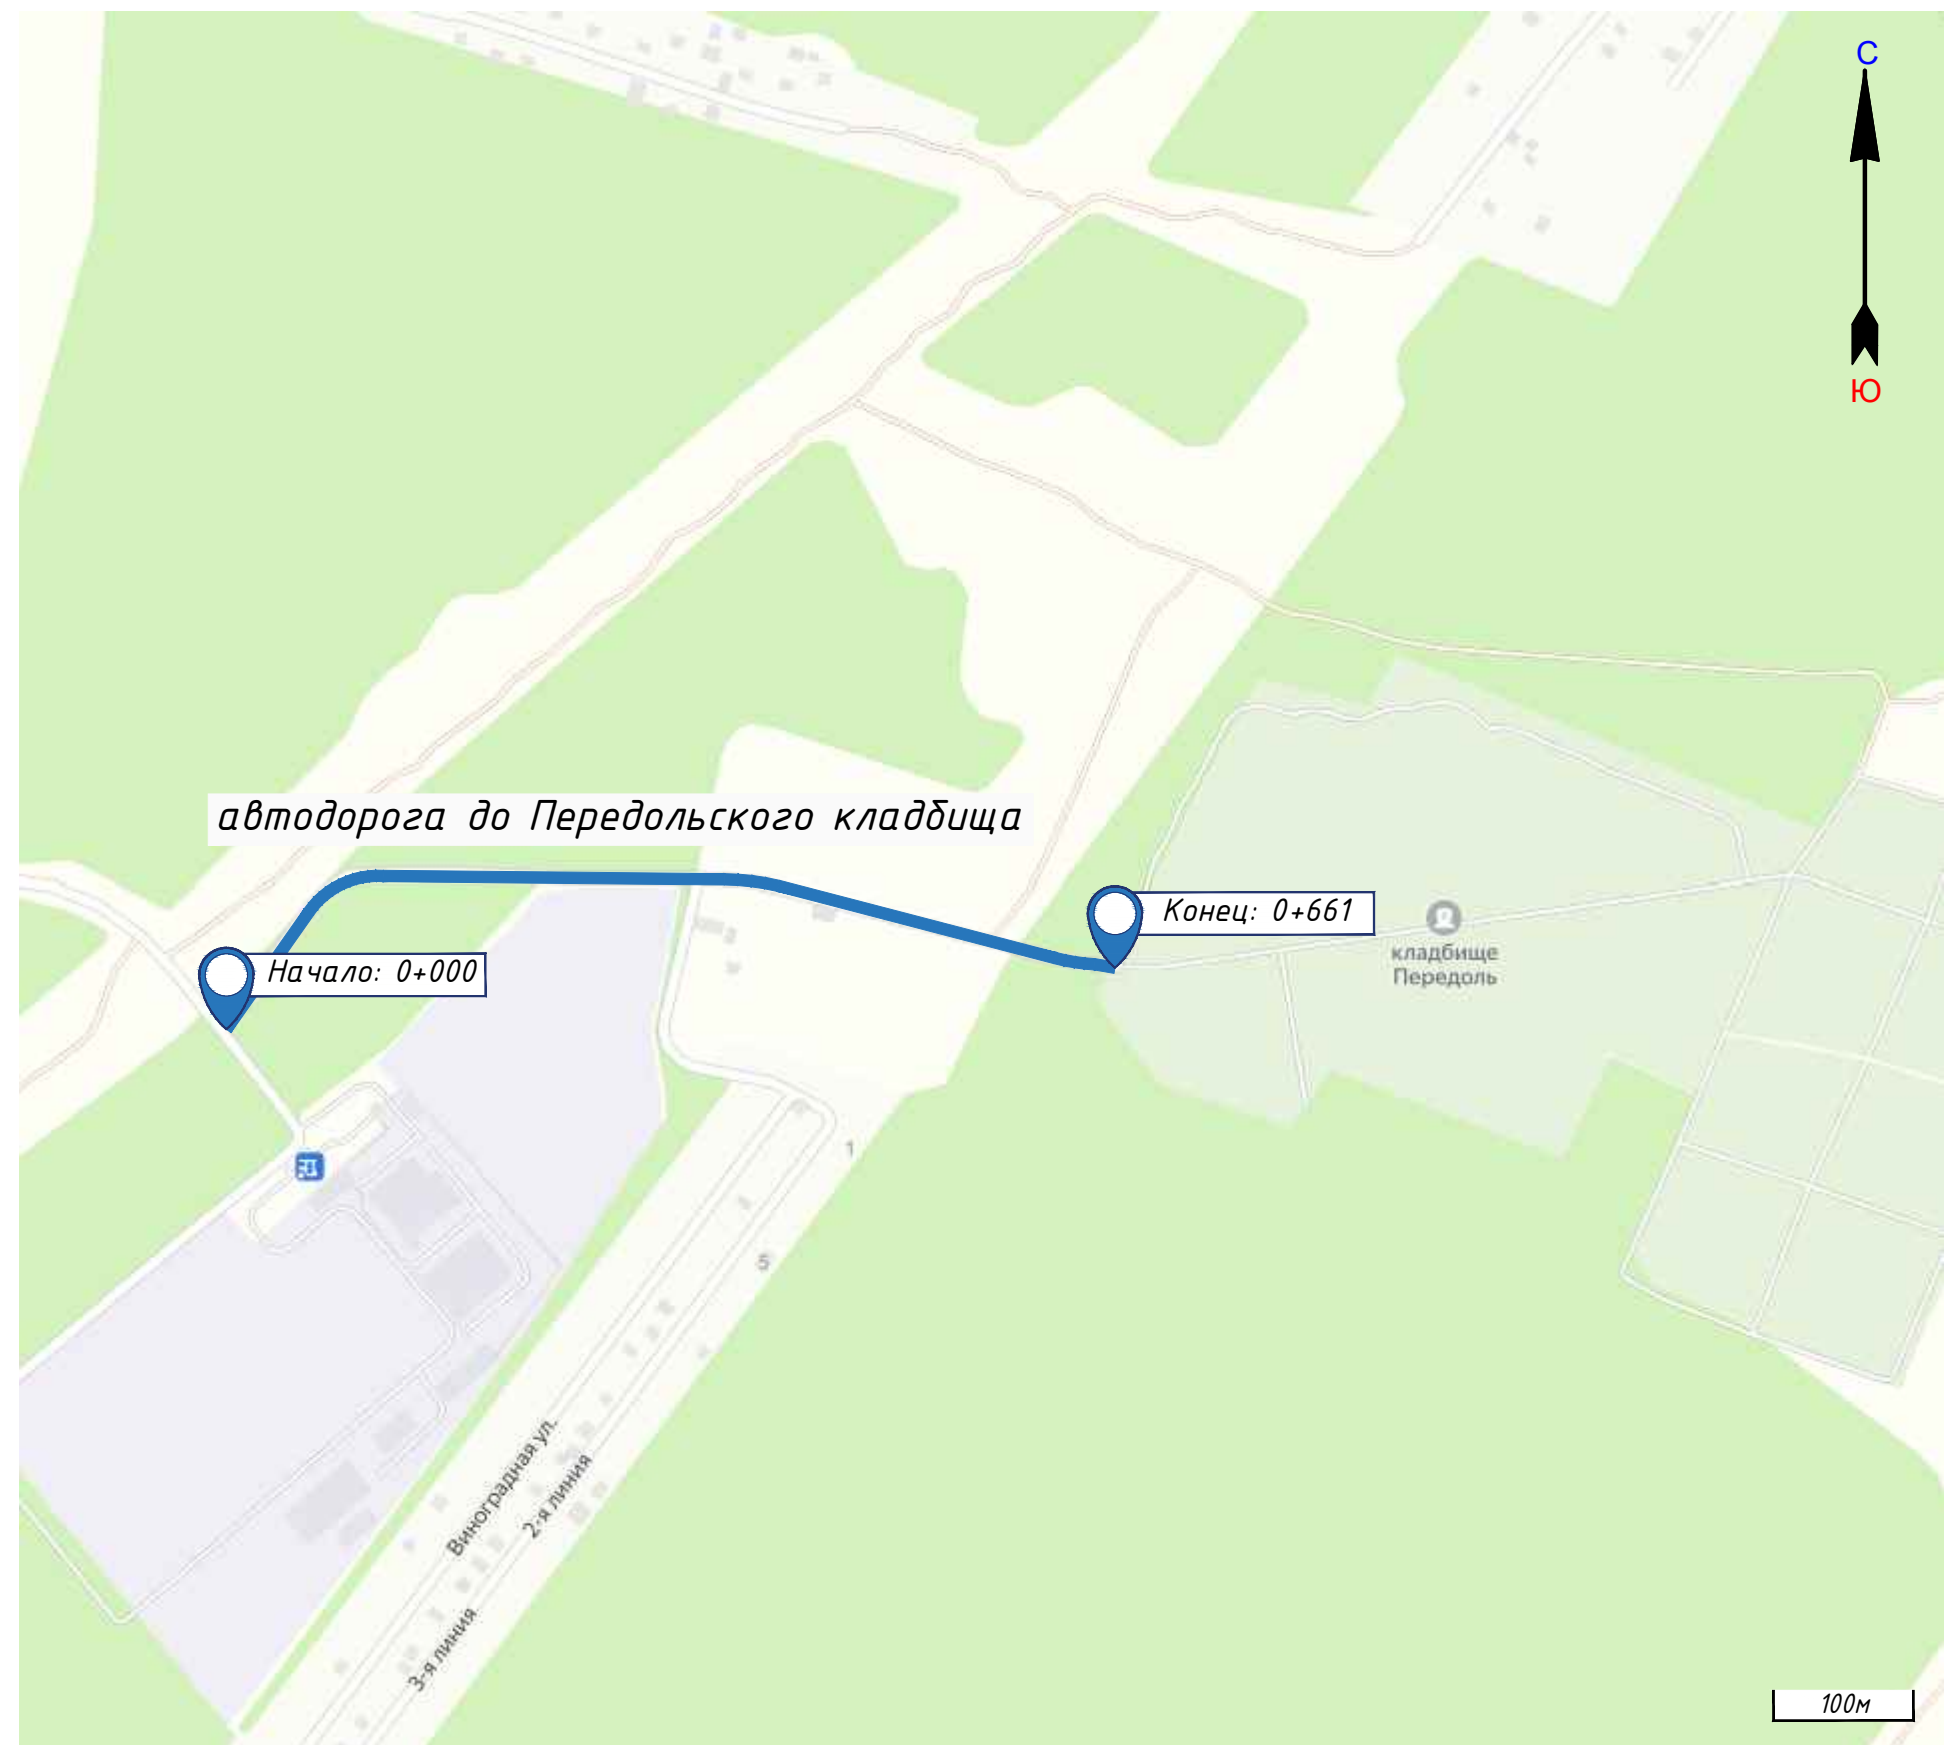 С
Ю
автодорога до Передольского кладбища
Конец: 0+661
Начало: 0+000
кладбище
Передоль
1
5
Виноградная ул.
2-я линия
3-я линия
100м